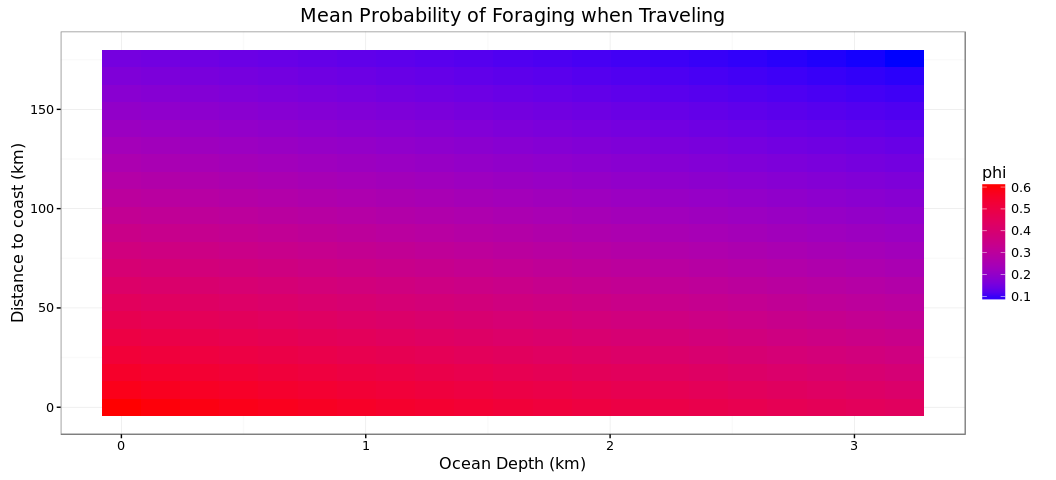 Mean Probability of Foraging when Traveling
Distance to coast (km)
150
100
50
0
0 1 2 3
Ocean Depth (km)
phi
0.6
0.5
0.4
0.3
0.2
0.1